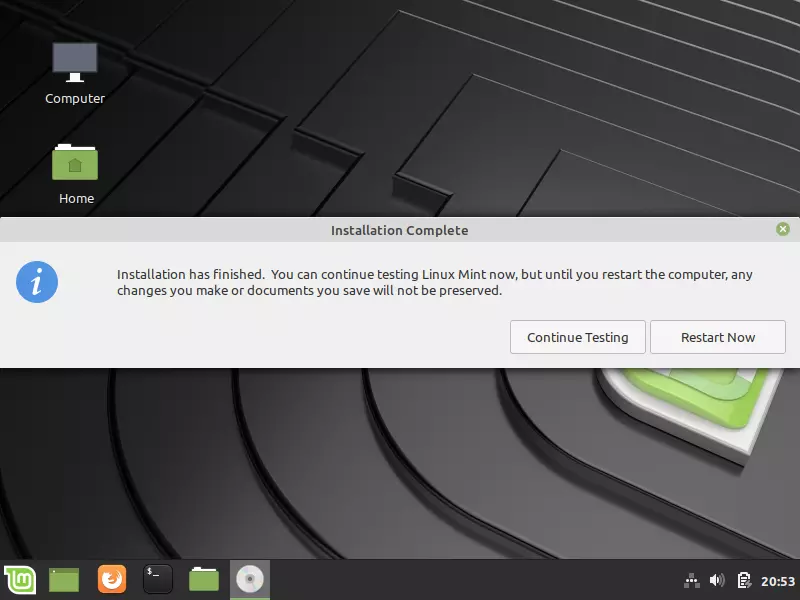 Computer
Home
Installation Complete
Installation has finished.  You can continue testing Linux Mint now, but until you restart the computer, any
changes you make or documents you save will not be preserved.
Continue Testing
Restart Now
$_
20:53